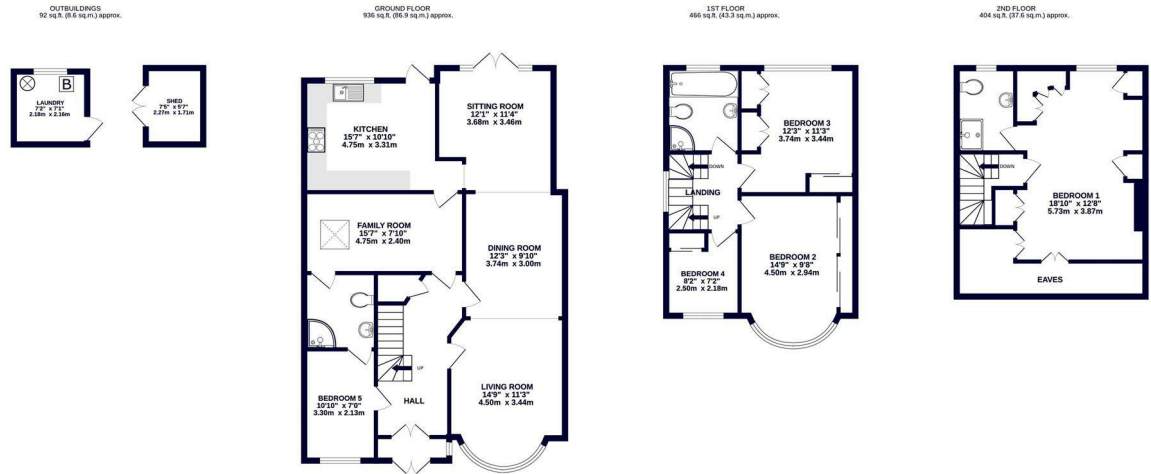 OUTBUILDINGS
92 sq.ft. (8.6 sq.m.) approx.
LAUNDRY
7'2" x 7'1"
2.18m x 2.16m
B
SHED
7'5" x 5'7"
2.27m x 1.71m
GROUND FLOOR
936 sq.ft. (86.9 sq.m.) approx.
KITCHEN
15'7" x 10'10"
4.75m x 3.31m
SITTING ROOM
12'1" x 11'4"
3.68m x 3.46m
FAMILY ROOM
15'7" x 7'10"
4.75m x 2.40m
DINING ROOM
12'3" x 9'10"
3.74m x 3.00m
BEDROOM 5
10'10" x 7'0"
3.30m x 2.13m
UP
HALL
LIVING ROOM
14'9" x 11'3"
4.50m x 3.44m
1ST FLOOR
466 sq.ft. (43.3 sq.m.) approx.
BEDROOM 3
12'3" x 11'3"
3.74m x 3.44m
DOWN
LANDING
UP
BEDROOM 4
8'2" x 7'2"
2.50m x 2.18m
BEDROOM 2
14'9" x 9'8"
4.50m x 2.94m
2ND FLOOR
404 sq.ft. (37.6 sq.m.) approx.
DOWN
BEDROOM 1
18'10" x 12'8"
5.73m x 3.87m
EAVES